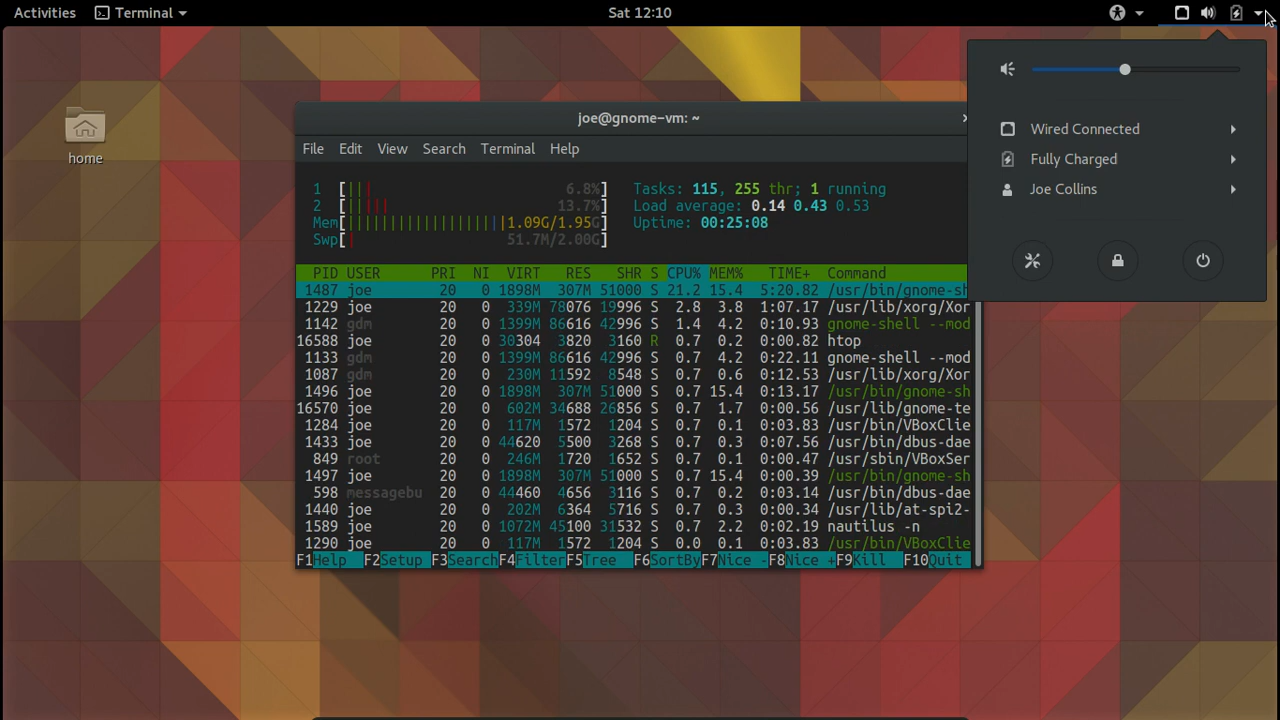 Activities Terminal Sat 12:10
home
joe@gnome-vm: ~
File Edit View Search Terminal Help
Wired Connected
Fully Charged
Joe Collins
1 [||| 6.8%] Tasks: 115, 255 thr; 1 running
2 [||||| 13.7%] Load average: 0.14 0.43 0.53
Mem[|||||||||||||||||||1.09G/1.95G] Uptime: 00:25:08
Swp[| 51.7M/2.00G]
PID USER PRI NI VIRT RES SHR S CPU% MEM% TIME+ Command
1487 joe 20 0 1898M 307M 51000 S 21.2 15.4 5:20.82 /usr/bin/gnome-sh
1229 joe 20 0 339M 78076 19996 S 2.8 3.8 1:07.17 /usr/lib/xorg/Xor
1142 gdm 20 0 1399M 86616 42996 S 1.4 4.2 0:10.93 gnome-shell --mod
16588 joe 20 0 30304 3820 3160 R 0.7 0.2 0:00.82 htop
1133 gdm 20 0 1399M 86616 42996 S 0.7 4.2 0:22.11 gnome-shell --mod
1087 gdm 20 0 230M 11592 8548 S 0.7 0.6 0:12.53 /usr/lib/xorg/Xor
1496 joe 20 0 1898M 307M 51000 S 0.7 15.4 0:13.17 /usr/bin/gnome-sh
16570 joe 20 0 602M 34688 26856 S 0.7 1.7 0:00.56 /usr/lib/gnome-te
1284 joe 20 0 117M 1572 1204 S 0.7 0.1 0:03.83 /usr/bin/VBoxClie
1433 joe 20 0 44620 5500 3268 S 0.7 0.3 0:07.56 /usr/bin/dbus-dae
849 root 20 0 246M 1720 1652 S 0.7 0.1 0:00.47 /usr/sbin/VBoxSer
1497 joe 20 0 1898M 307M 51000 S 0.7 15.4 0:00.39 /usr/bin/gnome-sh
598 messagebu 20 0 44460 4656 3116 S 0.7 0.2 0:03.14 /usr/bin/dbus-dae
1440 joe 20 0 202M 6364 5716 S 0.7 0.3 0:00.34 /usr/lib/at-spi2-
1589 joe 20 0 1072M 45100 31532 S 0.7 2.2 0:02.19 nautilus -n
1290 joe 20 0 117M 1572 1204 S 0.0 0.1 0:03.83 /usr/bin/VBoxClie
F1Help F2Setup F3SearchF4FilterF5Tree F6SortByF7Nice -F8Nice +F9Kill F10Quit